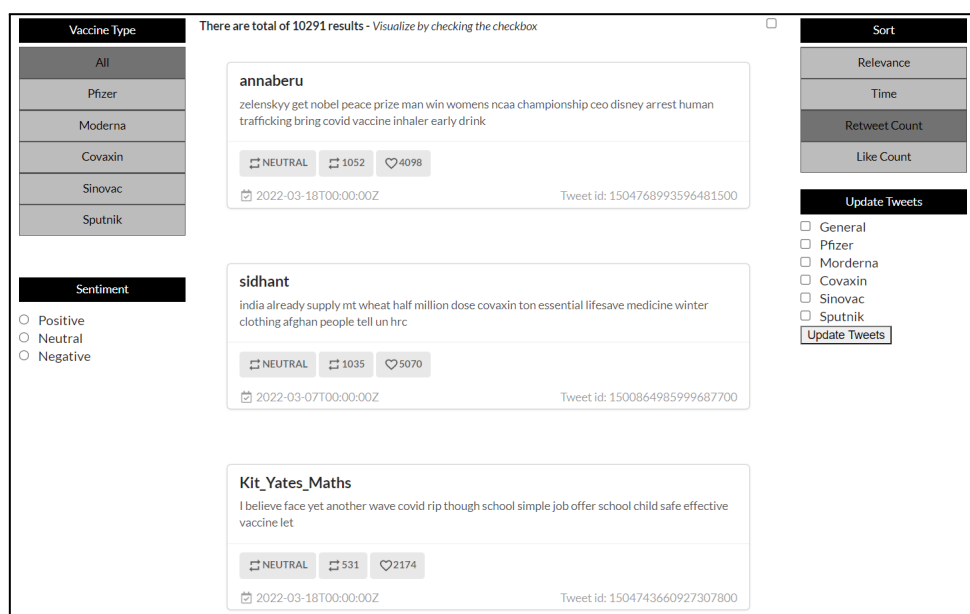 Vaccine Type
All
Pfizer
Moderna
Covaxin
Sinovac
Sputnik
Sentiment
Positive
Neutral
Negative
There are total of 10291 results - Visualize by checking the checkbox
annaberu
zelenskyy get nobel peace prize man win womens ncaa championship ceo disney arrest human
trafficking bring covid vaccine inhaler early drink
NEUTRAL 1052 4098
2022-03-18T00:00:00Z Tweet id: 1504768993596481500
sidhant
india already supply mt wheat half million dose covaxin ton essential lifesave medicine winter
clothing afghan people tell un hrc
NEUTRAL 1035 5070
2022-03-07T00:00:00Z Tweet id: 1500864985999687700
Kit_Yates_Maths
I believe face yet another wave covid rip though school simple job offer school child safe effective
vaccine let
NEUTRAL 531 2174
2022-03-18T00:00:00Z Tweet id: 1504743660927307800
Sort
Relevance
Time
Retweet Count
Like Count
Update Tweets
General
Pfizer
Morderna
Covaxin
Sinovac
Sputnik
Update Tweets